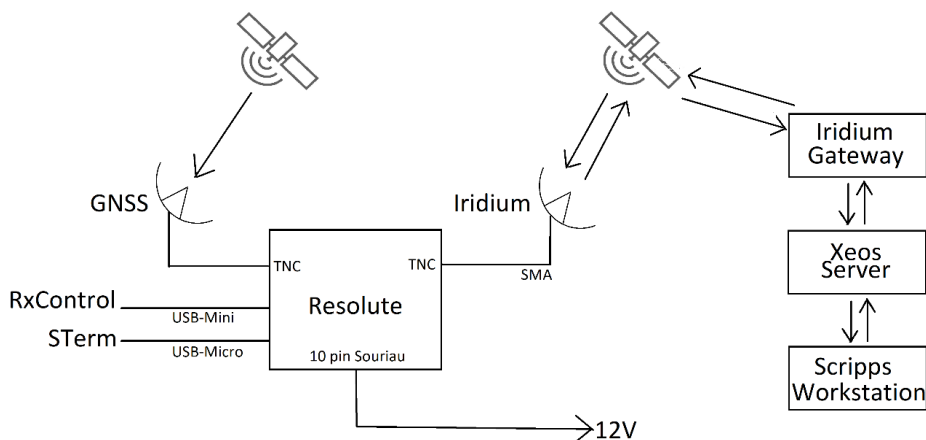 Iridium
Gateway
GNSS
Iridium
Xeos
Server
TNC
TNC
SMA
RxControl
USB-Mini
Resolute
STerm
USB-Micro
10 pin Souriau
Scripps
Workstation
12V